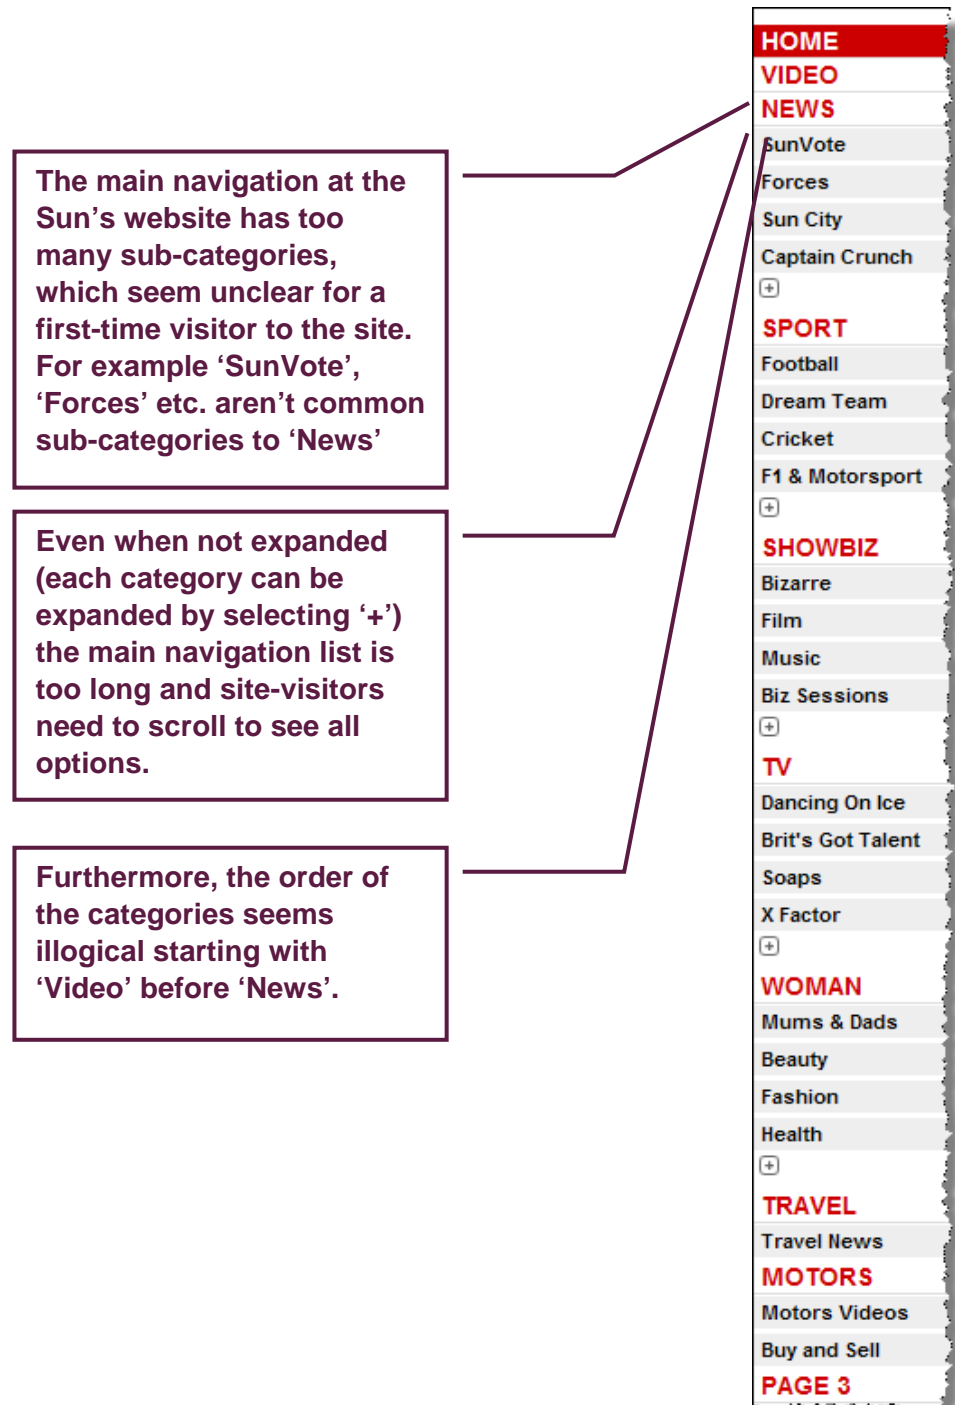 The main navigation at the
Sun’s website has too
many sub-categories,
which seem unclear for a
first-time visitor to the site.
For example ‘SunVote’,
‘Forces’ etc. aren’t common
sub-categories to ‘News’
Even when not expanded
(each category can be
expanded by selecting ‘+’)
the main navigation list is
too long and site-visitors
need to scroll to see all
options.
Furthermore, the order of
the categories seems
illogical starting with
‘Video’ before ‘News’.
HOME
VIDEO
NEWS
SunVote
Forces
Sun City
Captain Crunch
+
SPORT
Football
Dream Team
Cricket
F1 & Motorsport
+
SHOWBIZ
Bizarre
Film
Music
Biz Sessions
+
TV
Dancing On Ice
Brit's Got Talent
Soaps
X Factor
+
WOMAN
Mums & Dads
Beauty
Fashion
Health
+
TRAVEL
Travel News
MOTORS
Motors Videos
Buy and Sell
PAGE 3